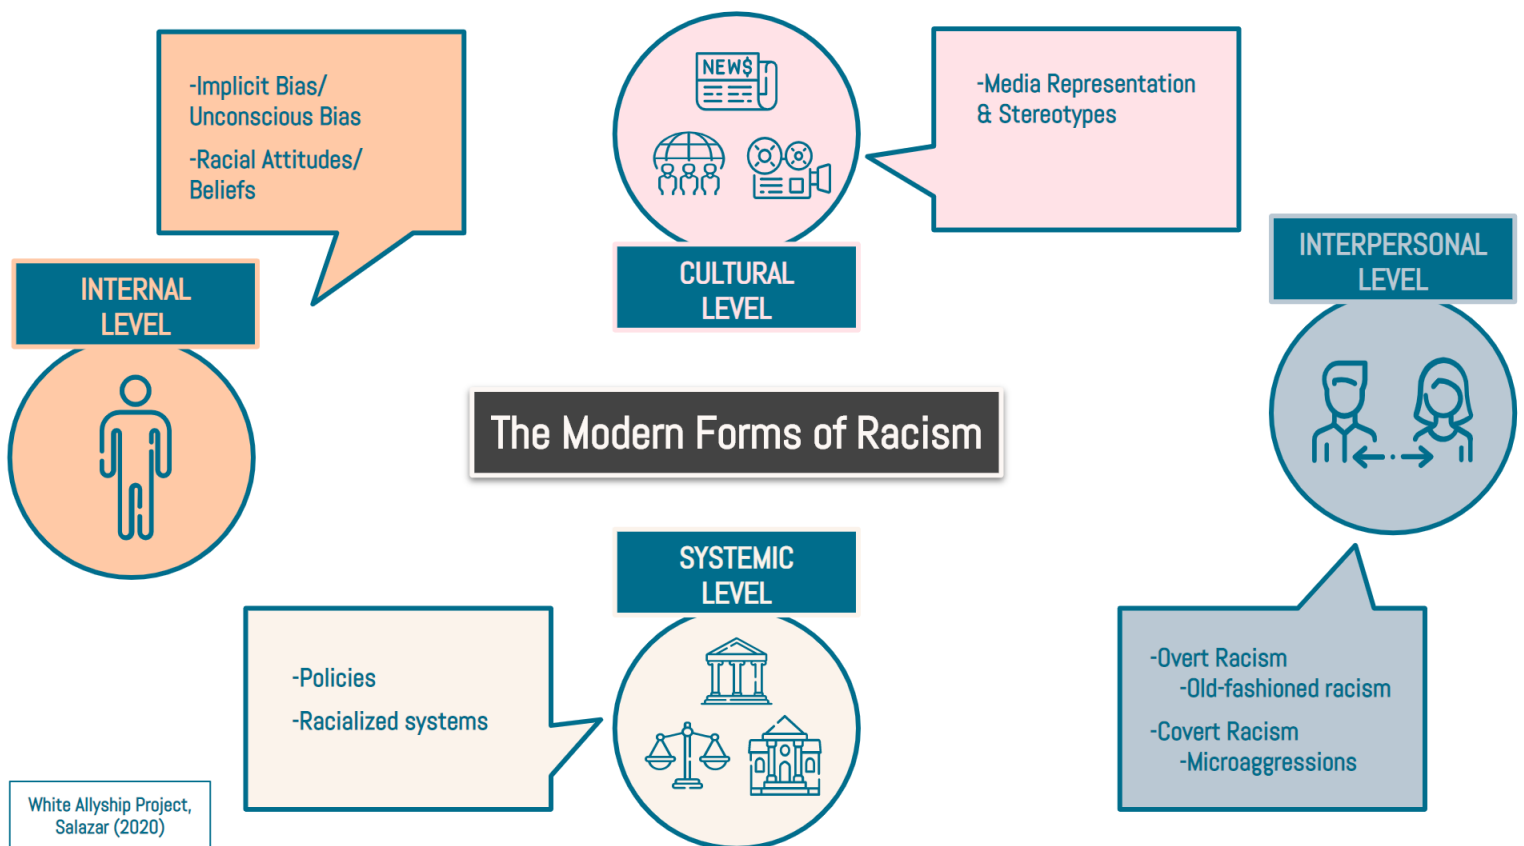 -Implicit Bias/
Unconscious Bias
-Racial Attitudes/
Beliefs
INTERNAL
LEVEL
NEW$
CULTURAL
LEVEL
-Media Representation
& Stereotypes
INTERPERSONAL
LEVEL
The Modern Forms of Racism
SYSTEMIC
LEVEL
-Policies
-Racialized systems
-Overt Racism
-Old-fashioned racism
-Covert Racism
-Microaggressions
White Allyship Project,
Salazar (2020)